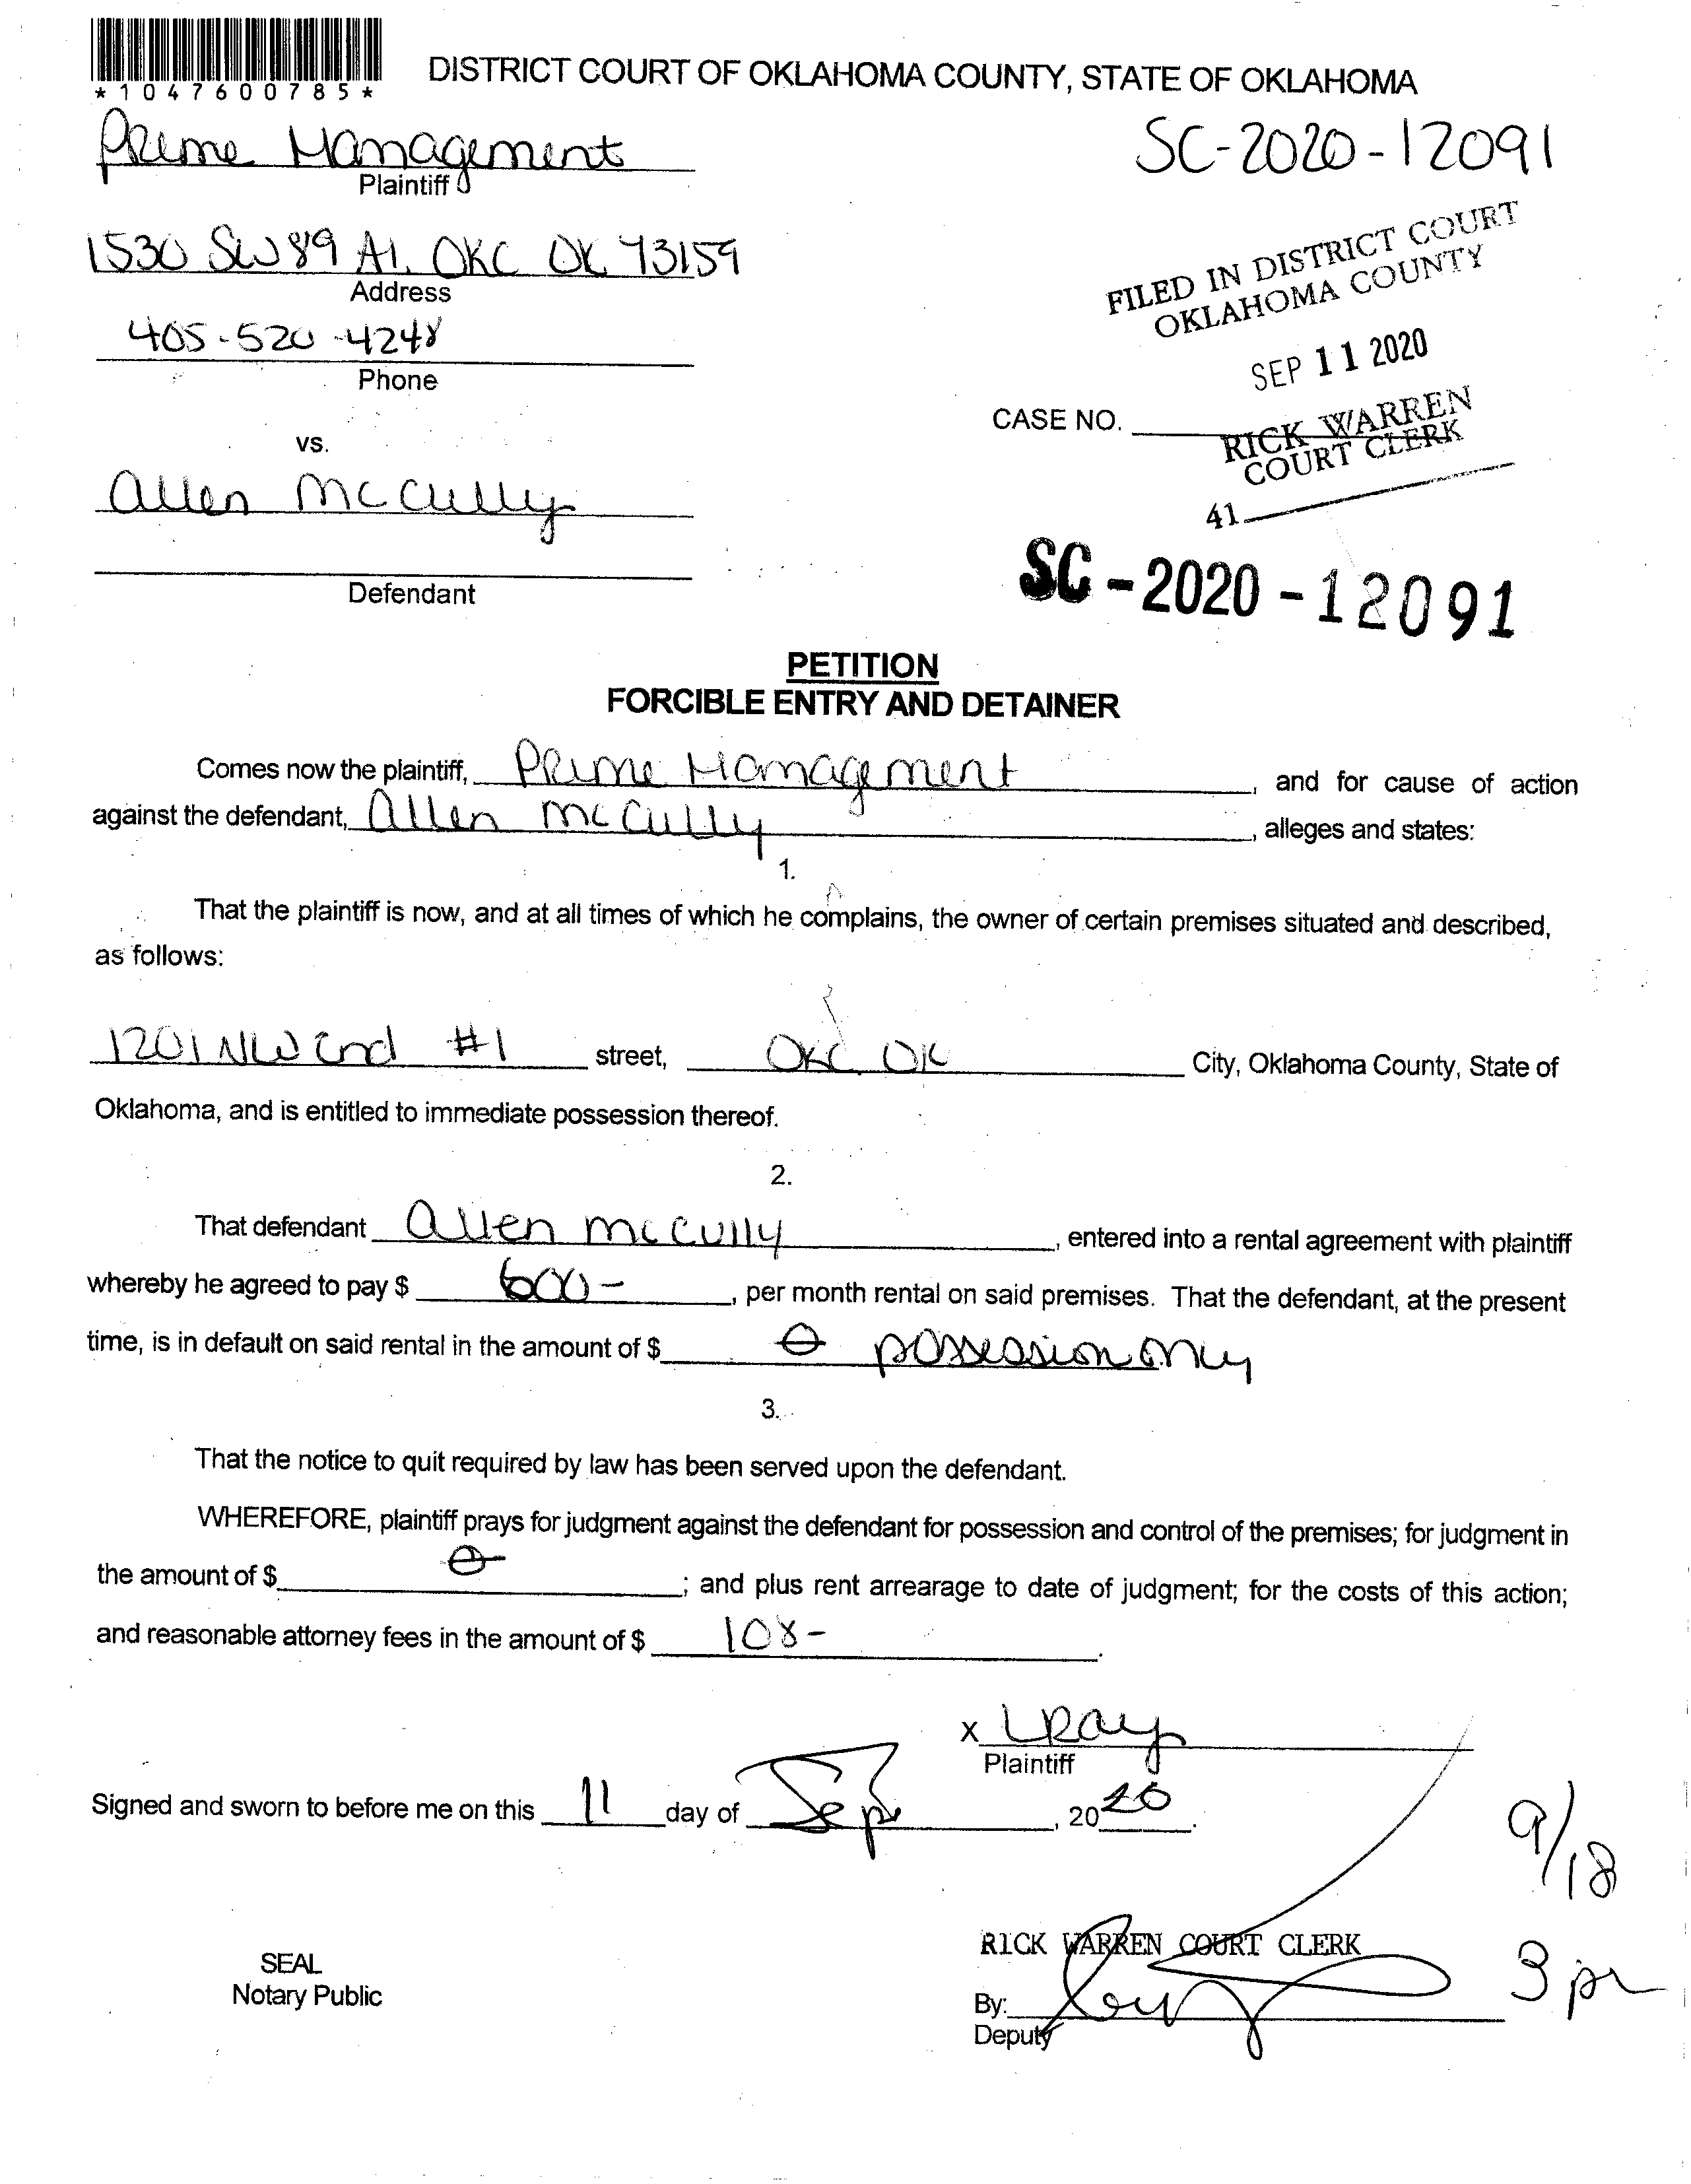 *1047600785*
DISTRICT COURT OF OKLAHOMA COUNTY, STATE OF OKLAHOMA
Prime Management
Plaintiff
SC-2020-12091
1530 SW 89 A1. OKC OK 73159
Address
405-520-4248
Phone
FILED IN DISTRICT COURT
OKLAHOMA COUNTY
SEP 11 2020
CASE NO.
RICK WARREN
COURT CLERK
41
vs.
Allen McCully
Defendant
SC-2020-12091
PETITION
FORCIBLE ENTRY AND DETAINER
Comes now the plaintiff, Prime Management, and for cause of action
against the defendant, Allen McCully, alleges and states:
1.
That the plaintiff is now, and at all times of which he complains, the owner of certain premises situated and described,
as follows:
1201 NW 2nd #1 street, OKC OK City, Oklahoma County, State of
Oklahoma, and is entitled to immediate possession thereof.
2.
That defendant Allen McCully, entered into a rental agreement with plaintiff
whereby he agreed to pay $ 600-, per month rental on said premises. That the defendant, at the present
time, is in default on said rental in the amount of $ 0 possession only
3.
That the notice to quit required by law has been served upon the defendant.
WHEREFORE, plaintiff prays for judgment against the defendant for possession and control of the premises; for judgment in
the amount of $ 0; and plus rent arrearage to date of judgment; for the costs of this action;
and reasonable attorney fees in the amount of $ 108-.
X LRay
Plaintiff
Signed and sworn to before me on this 11 day of Sep, 2020.
9/18
3 pm
SEAL
Notary Public
RICK WARREN COURT CLERK
By:
Deputy